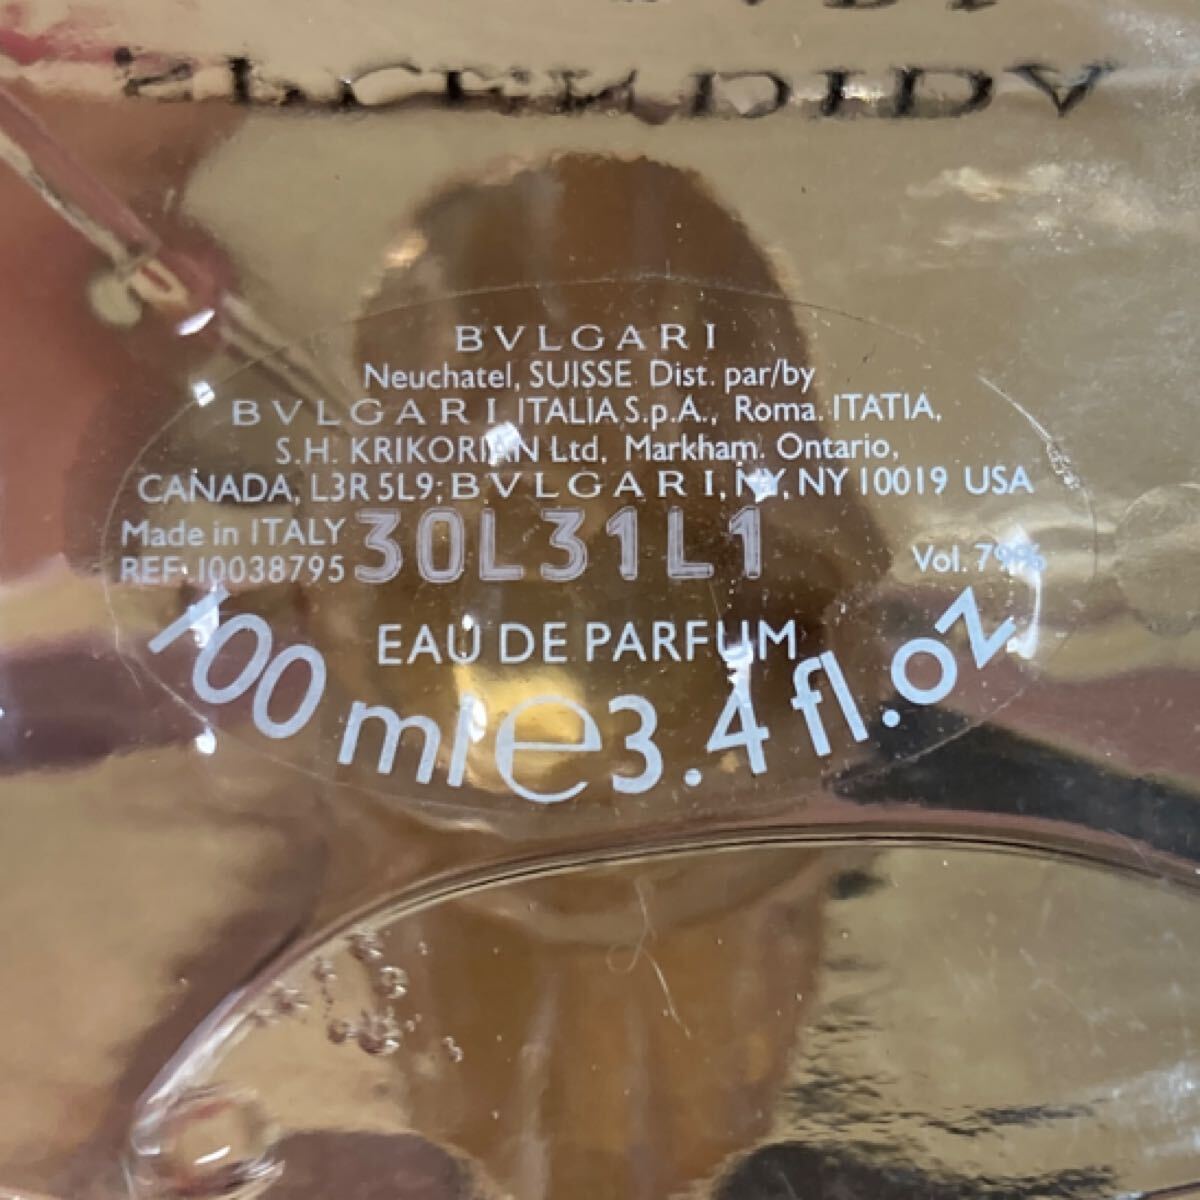 SPLENDIDA
BVLGARI
Neuchatel, SUISSE Dist. par/by
BVLGARI ITALIA S.p.A., Roma. ITATIA,
S.H. KRIKORIAN Ltd, Markham. Ontario,
CANADA, L3R 5L9; BVLGARI, NY, NY 10019 USA
Made in ITALY
REF: 10038795
30L31L1
Vol. 79%
EAU DE PARFUM
100 ml e 3.4 fl.oz